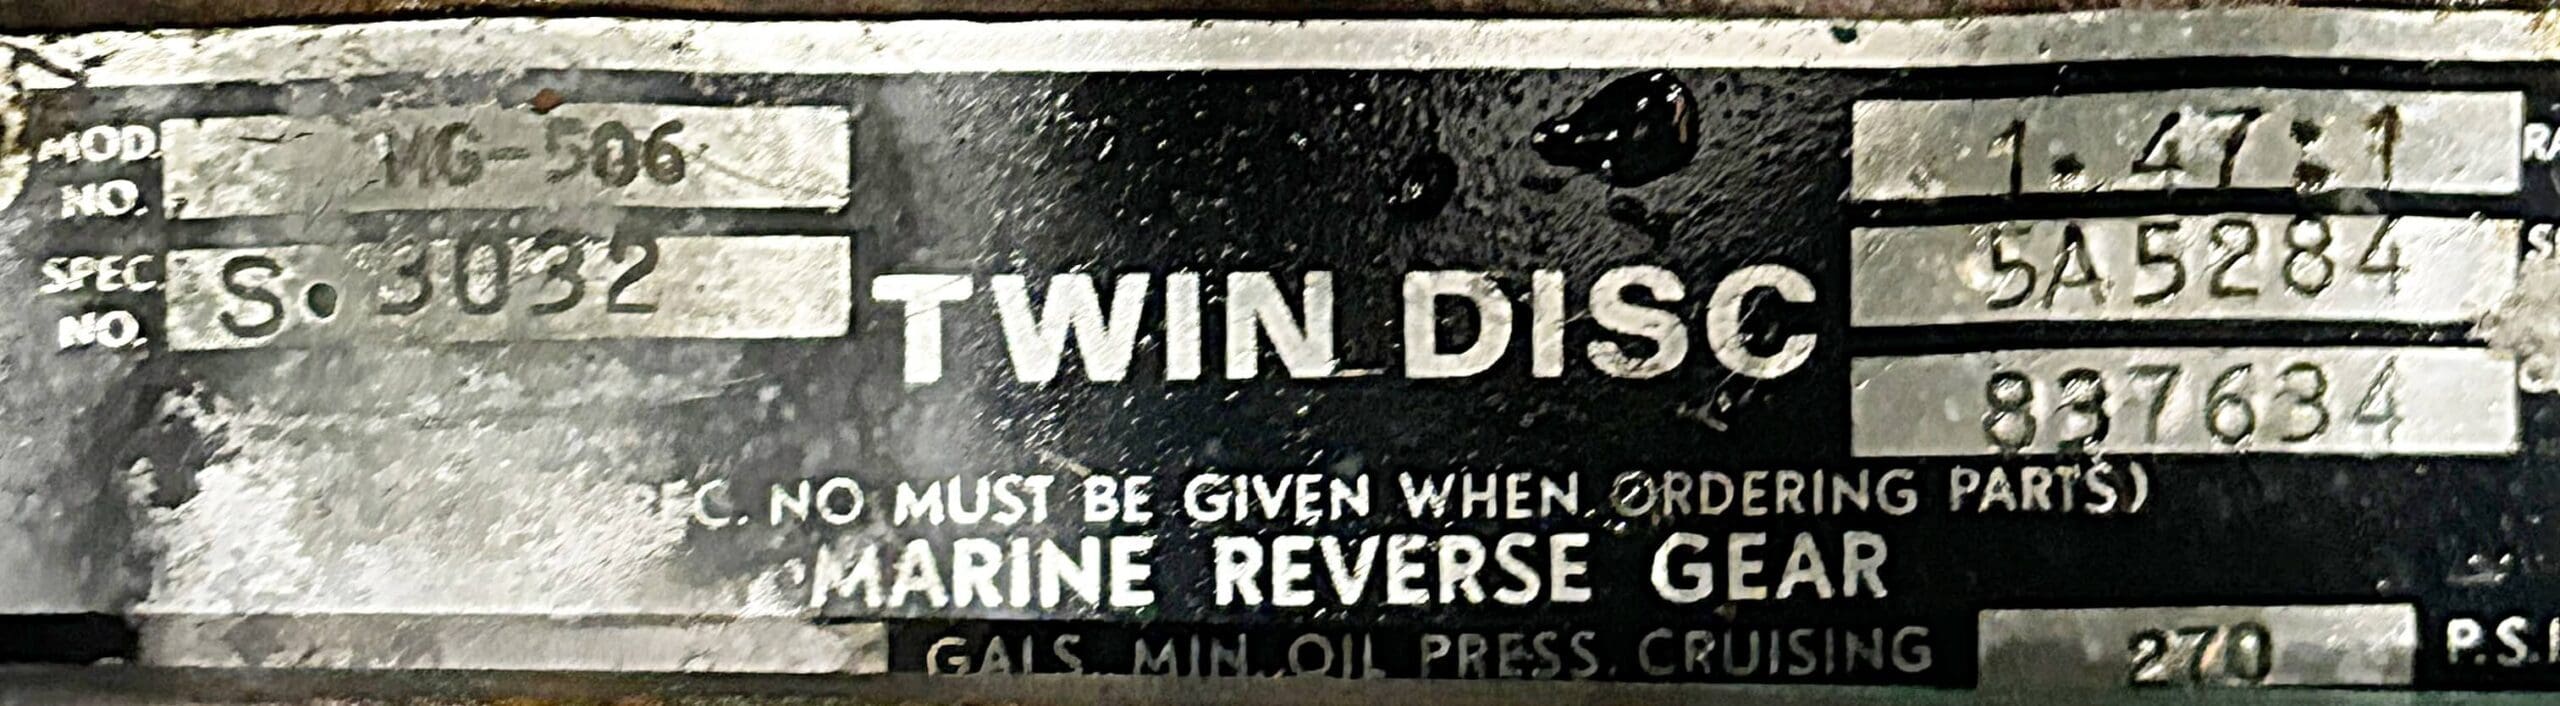 MOD. NO. MG-506
SPEC. NO. S. 3032
TWIN DISC
1.47:1
5A5284
837634
NO MUST BE GIVEN WHEN ORDERING PARTS)
MARINE REVERSE GEAR
GALS. MIN. OIL PRESS. CRUISING 270 P.S.I